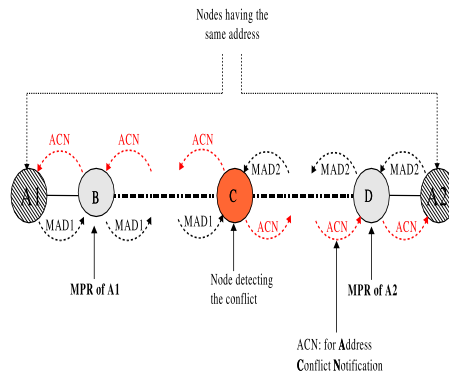 Nodes having the
same address
ACN
ACN
ACN
MAD2
MAD2
MAD2
A1
B
C
D
A2
MAD1
MAD1
MAD1
ACN
ACN
ACN
MPR of A1
Node detecting
the conflict
MPR of A2
ACN: for Address
Conflict Notification